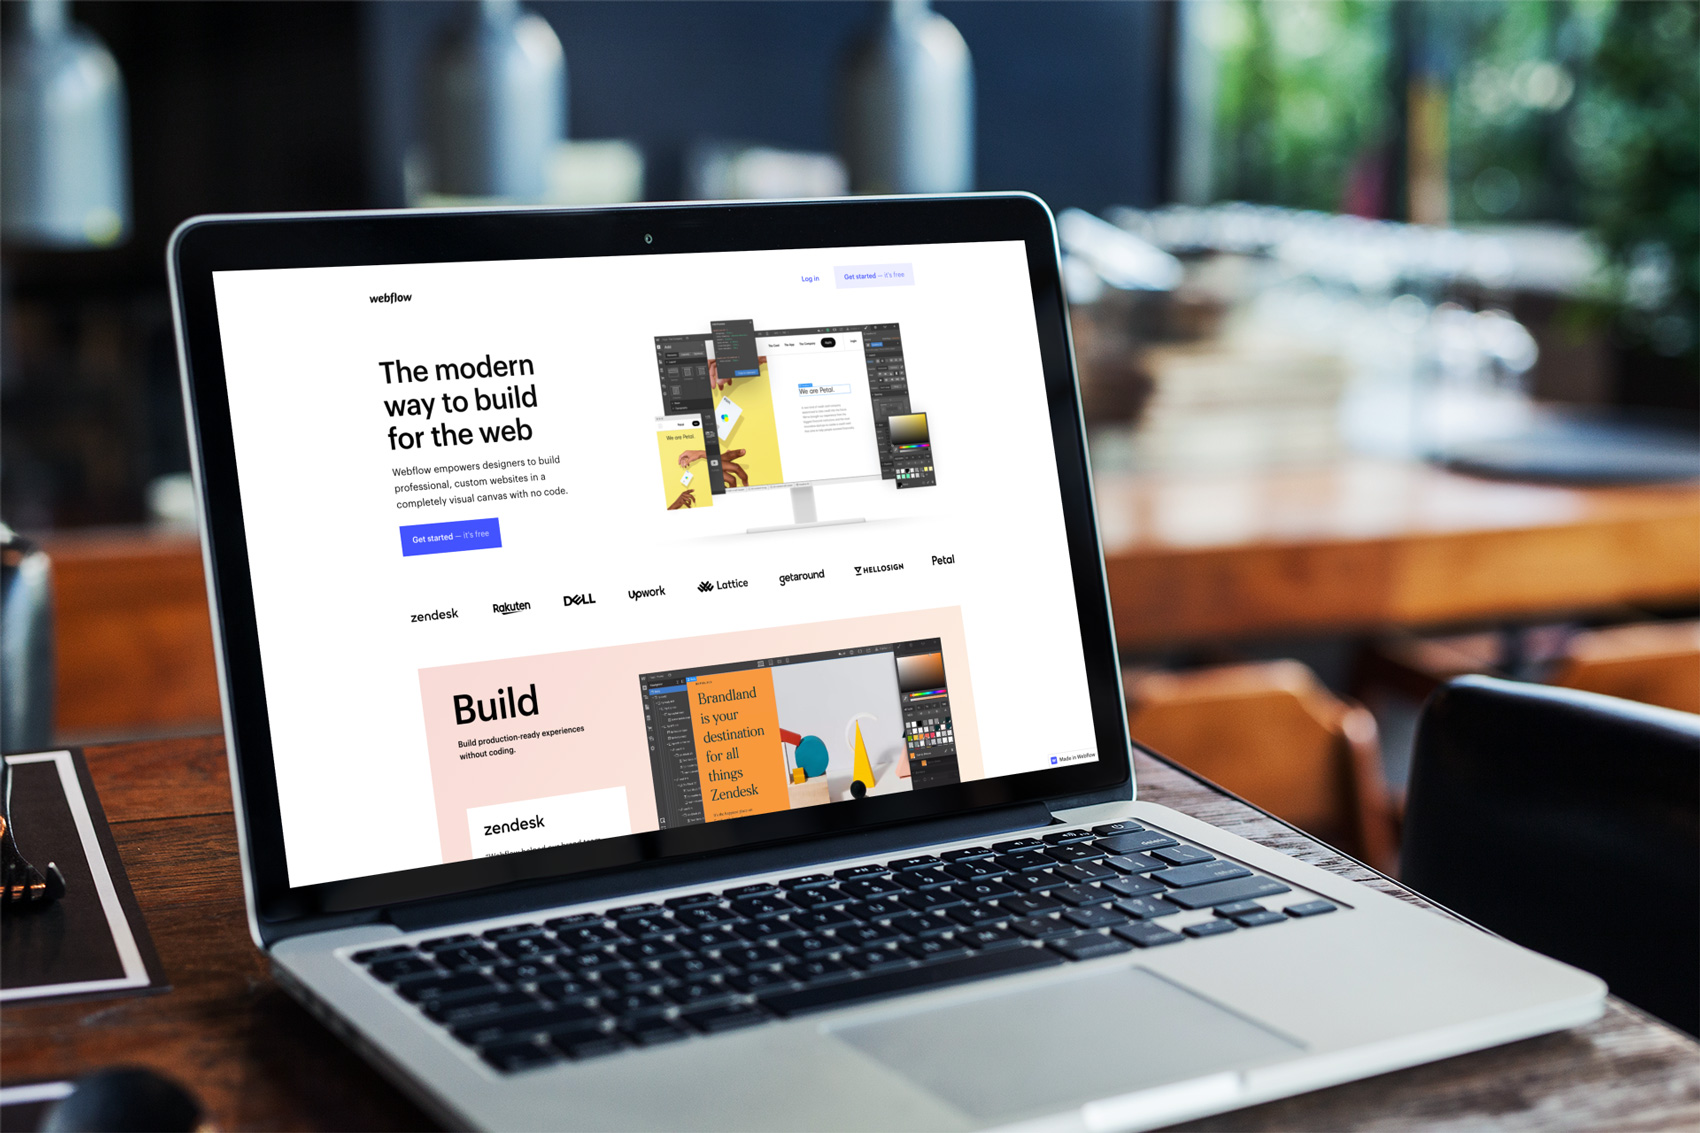 webflow
Log in
Get started — it's free
The modern
way to build
for the web
Webflow empowers designers to build
professional, custom websites in a
completely visual canvas with no code.
Get started — it's free
We are Petal.
We are Petal.
zendesk
Rakuten
DELL
Upwork
Lattice
getaround
HELLOSIGN
Petal
Build
Build production-ready experiences
without coding.
Brandland
is your
destination
for all
things
Zendesk
zendesk
Made in Webflow